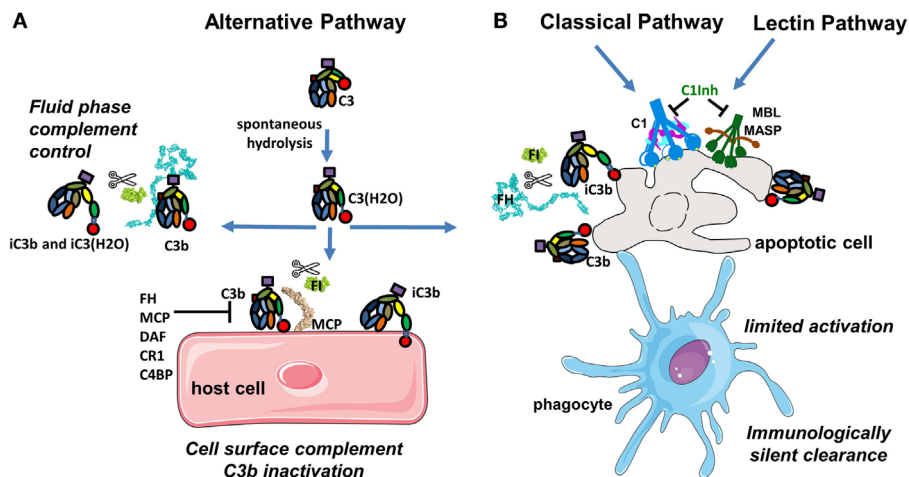 A
Alternative Pathway
C3
Fluid phase
complement
control
spontaneous
hydrolysis
FI
C3(H2O)
iC3b and iC3(H2O)
C3b
FH
MCP
DAF
CR1
C4BP
C3b
FI
MCP
iC3b
host cell
Cell surface complement
C3b inactivation
B
Classical Pathway
Lectin Pathway
C1Inh
C1
MBL
MASP
FI
iC3b
FH
C3b
apoptotic cell
limited activation
phagocyte
Immunologically
silent clearance